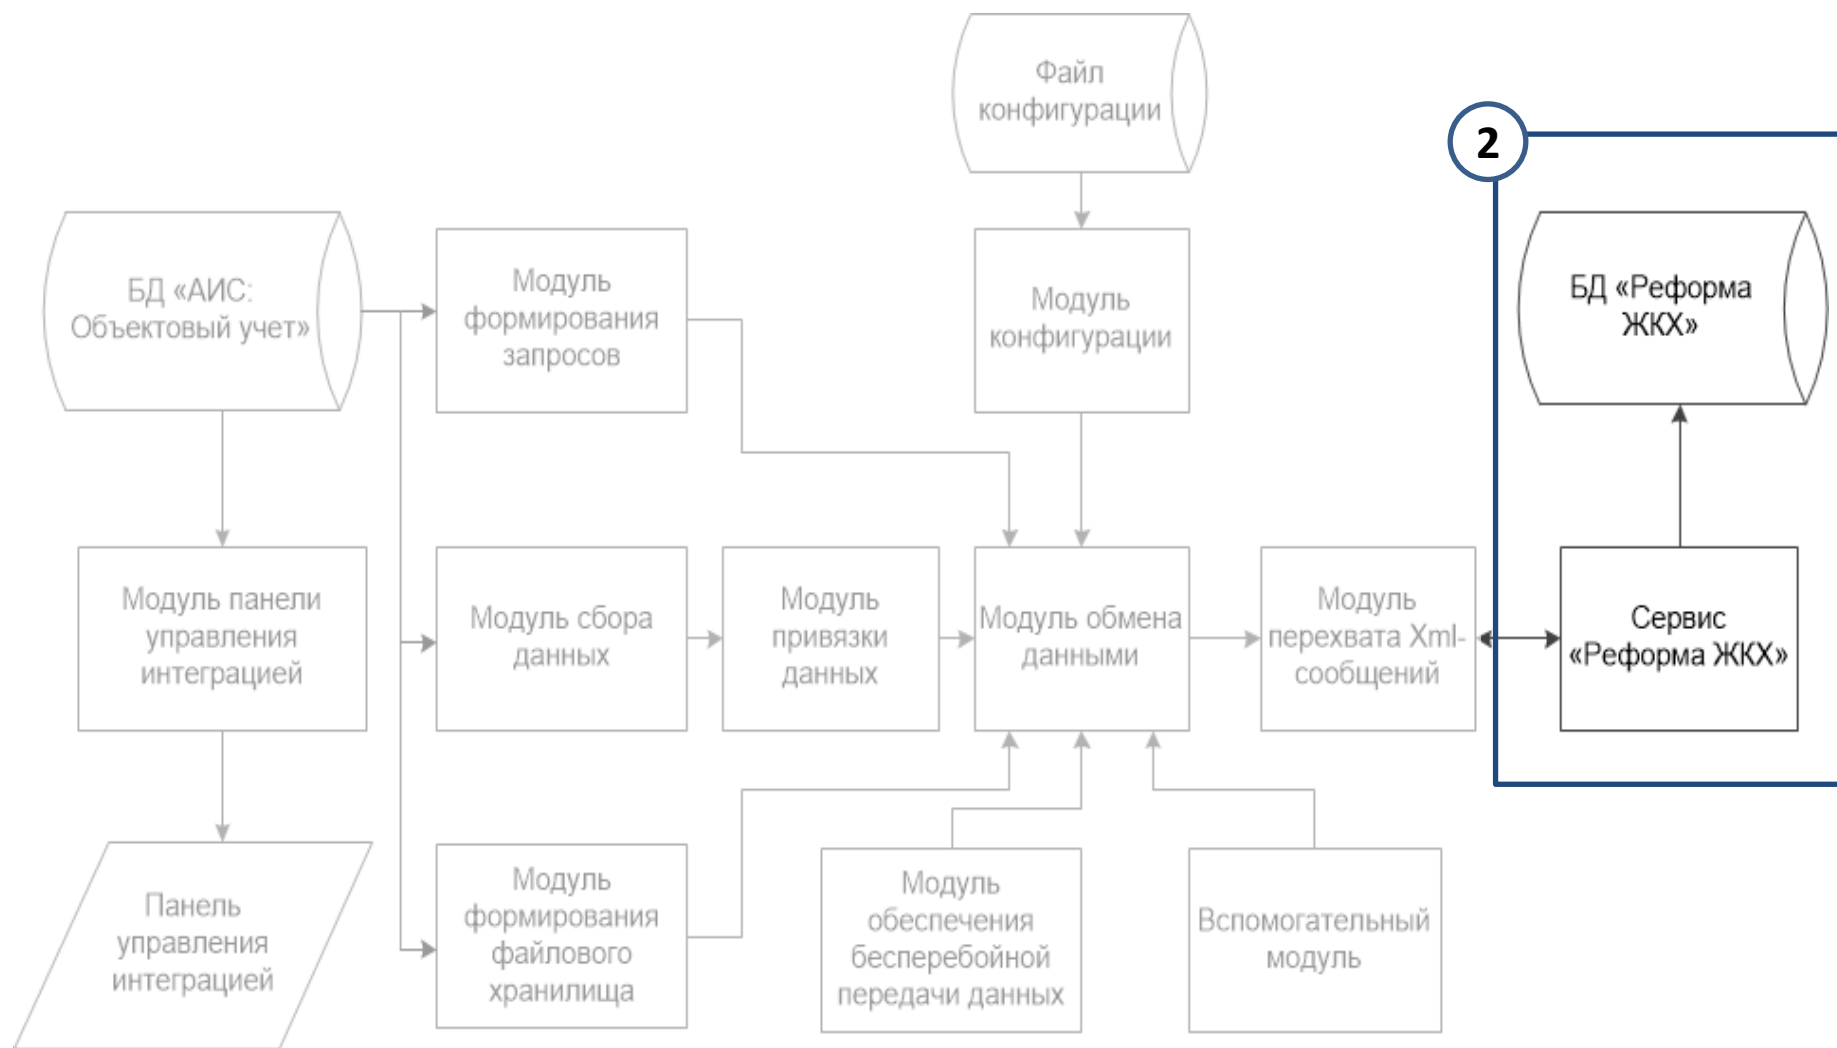 Файл
конфигурации
2
БД «АИС:
Объектовый учет»
Модуль
формирования
запросов
Модуль
конфигурации
БД «Реформа
ЖКХ»
Модуль панели
управления
интеграцией
Модуль сбора
данных
Модуль
привязки
данных
Модуль обмена
данными
Модуль
перехвата Xml-
сообщений
Сервис
«Реформа ЖКХ»
Панель
управления
интеграцией
Модуль
формирования
файлового
хранилища
Модуль
обеспечения
бесперебойной
передачи данных
Вспомогательный
модуль